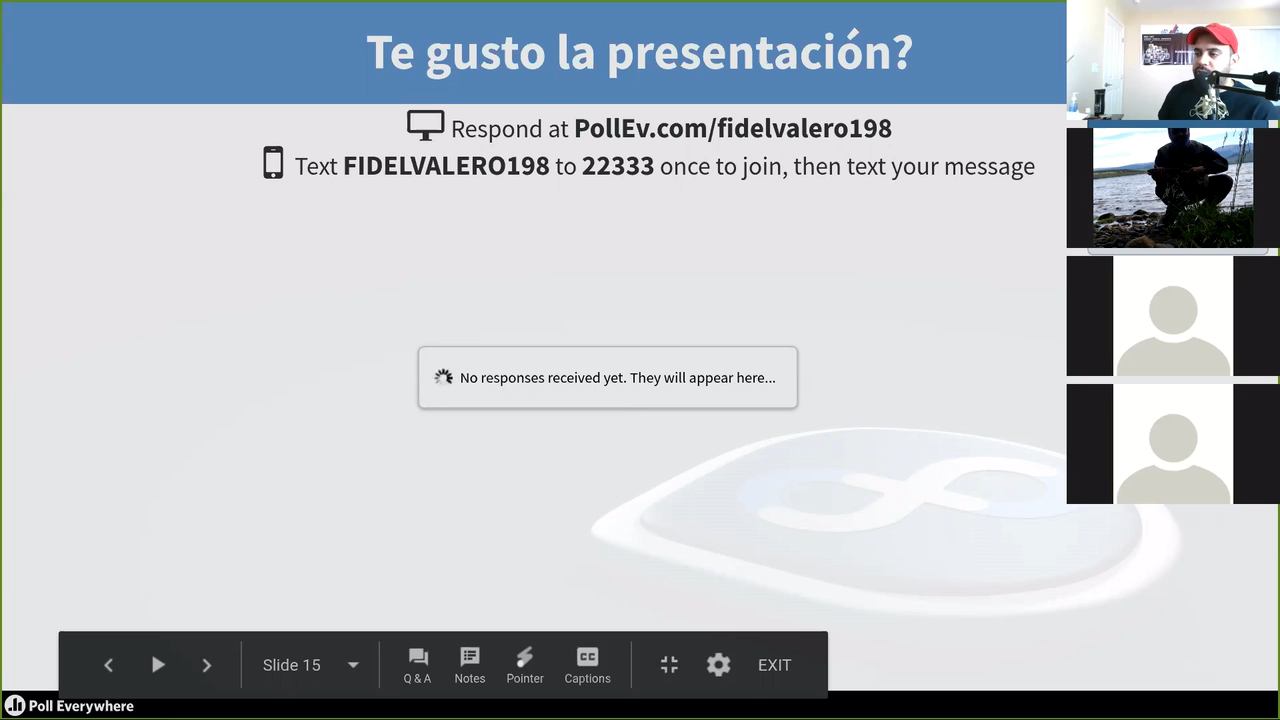 Te gusto la presentación?
Respond at PollEv.com/fidelvalero198
Text FIDELVALERO198 to 22333 once to join, then text your message
No responses received yet. They will appear here...
Slide 15
Q & A
Notes
Pointer
CC
Captions
EXIT
Poll Everywhere